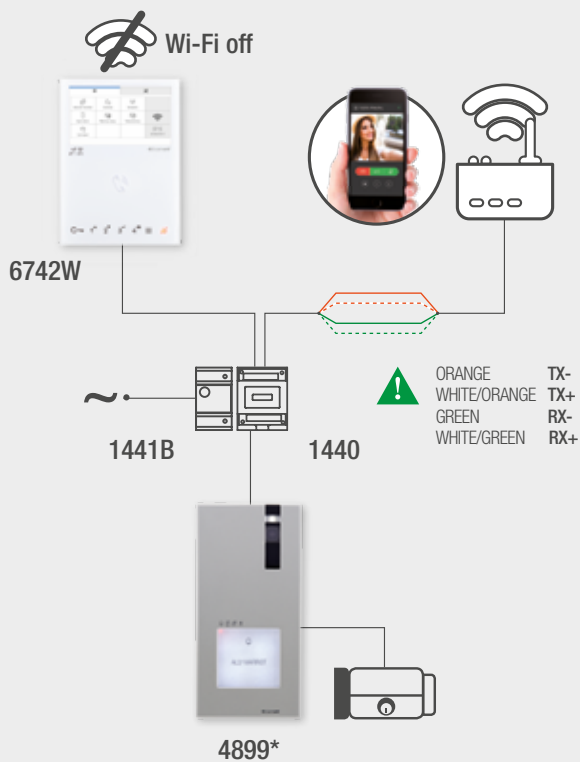 Wi-Fi off
6742W
ORANGE TX-
WHITE/ORANGE TX+
GREEN RX-
WHITE/GREEN RX+
1441B
1440
4899*